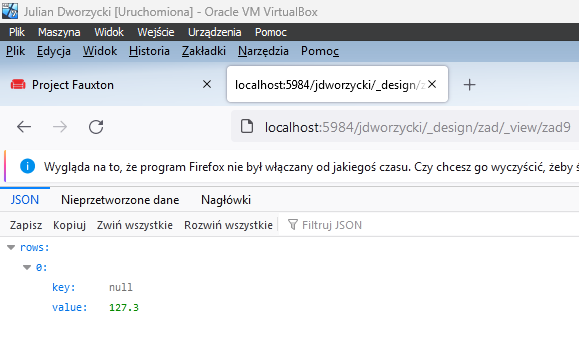 Julian Dworzycki [Uruchomiona] - Oracle VM VirtualBox
Plik Maszyna Widok Wejście Urządzenia Pomoc
Plik Edycja Widok Historia Zakładki Narzędzia Pomoc
Project Fauxton
localhost:5984/jdworzycki/_design/z
localhost:5984/jdworzycki/_design/zad/_view/zad9
Wygląda na to, że program Firefox nie był włączany od jakiegoś czasu. Czy chcesz go wyczyścić, żeby ś
JSON Nieprzetworzone dane Nagłówki
Zapisz Kopiuj Zwiń wszystkie Rozwiń wszystkie Filtruj JSON
rows:
0:
key: null
value: 127.3